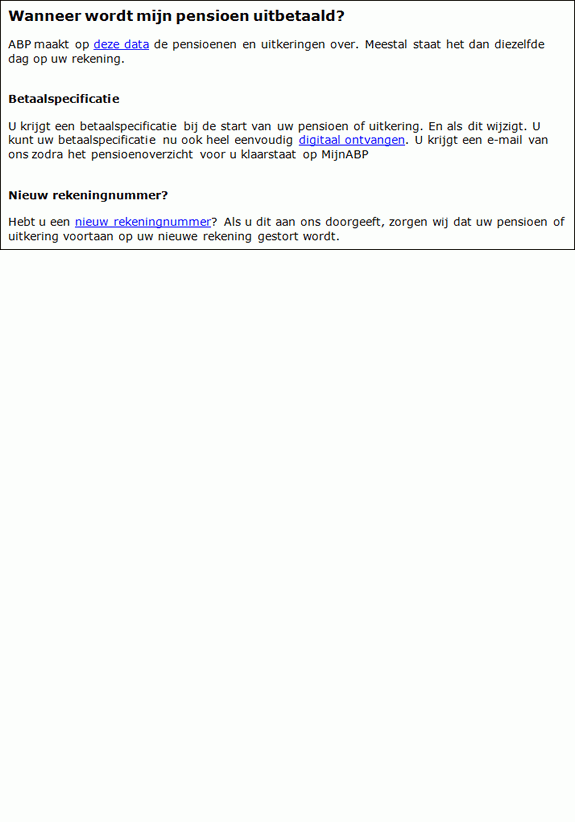 Wanneer wordt mijn pensioen uitbetaald?
ABP maakt op deze data de pensioenen en uitkeringen over. Meestal staat het dan diezelfde
dag op uw rekening.
Betaalspecificatie
U krijgt een betaalspecificatie bij de start van uw pensioen of uitkering. En als dit wijzigt. U
kunt uw betaalspecificatie nu ook heel eenvoudig digitaal ontvangen. U krijgt een e-mail van
ons zodra het pensioenoverzicht voor u klaarstaat op MijnABP
Nieuw rekeningnummer?
Hebt u een nieuw rekeningnummer? Als u dit aan ons doorgeeft, zorgen wij dat uw pensioen of
uitkering voortaan op uw nieuwe rekening gestort wordt.